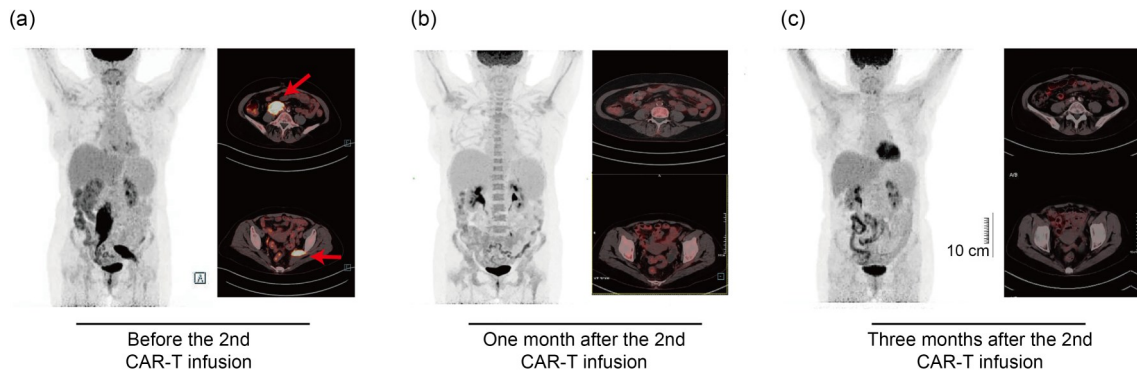 (a)
(b)
(c)
A
A/B
10 cm
Before the 2nd
CAR-T infusion
One month after the 2nd
CAR-T infusion
Three months after the 2nd
CAR-T infusion